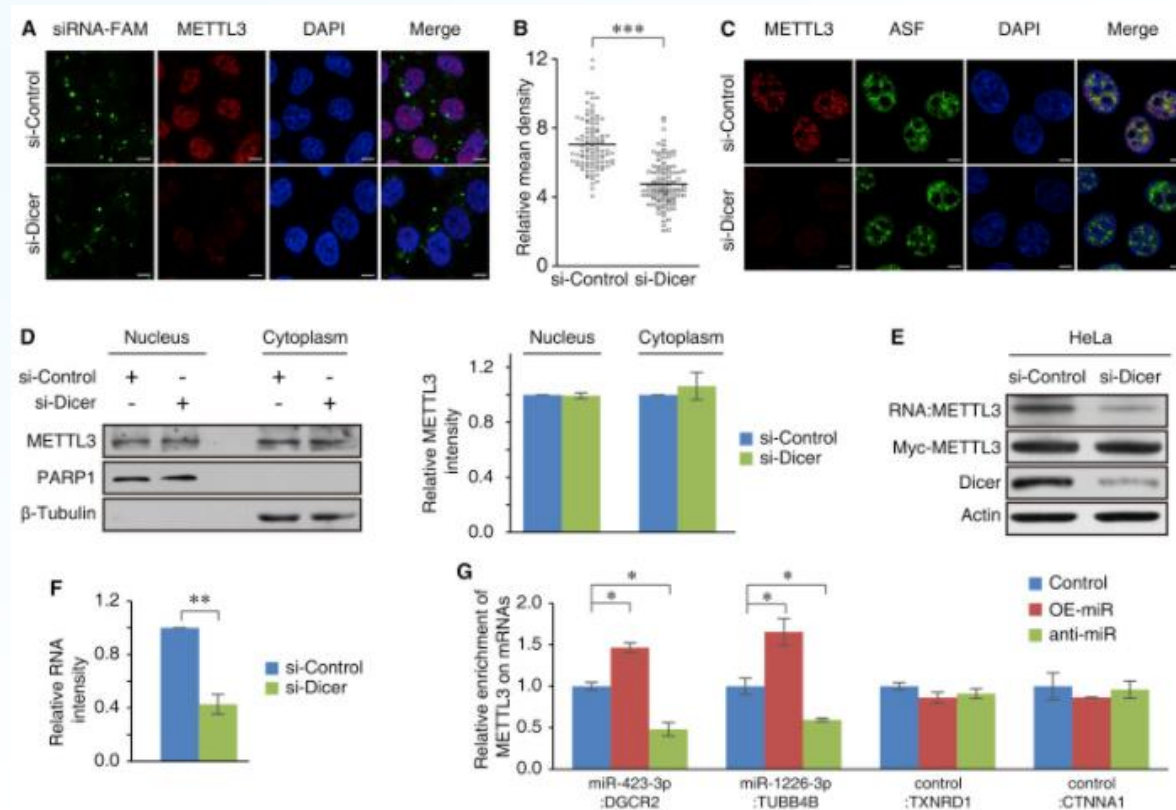 A siRNA-FAM METTL3 DAPI Merge
si-Control
si-Dicer
B
***
Relative mean density
12
8
4
0
si-Control si-Dicer
C METTL3 ASF DAPI Merge
si-Control
si-Dicer
D Nucleus Cytoplasm
si-Control + - + -
si-Dicer - + - +
METTL3
PARP1
β-Tubulin
Nucleus Cytoplasm
Relative METTL3
intensity
1.2
0.8
0.4
0.0
si-Control
si-Dicer
E HeLa
si-Control si-Dicer
RNA:METTL3
Myc-METTL3
Dicer
Actin
F
Relative RNA
intensity
1.2
0.8
0.4
0.0
**
si-Control
si-Dicer
G
Relative enrichment of
METTL3 on mRNAs
2.0
1.5
1.0
0.5
0.0
* *
* *
Control
OE-miR
anti-miR
miR-423-3p miR-1226-3p control control
:DGCR2 :TUBB4B :TXNRD1 :CTNNA1